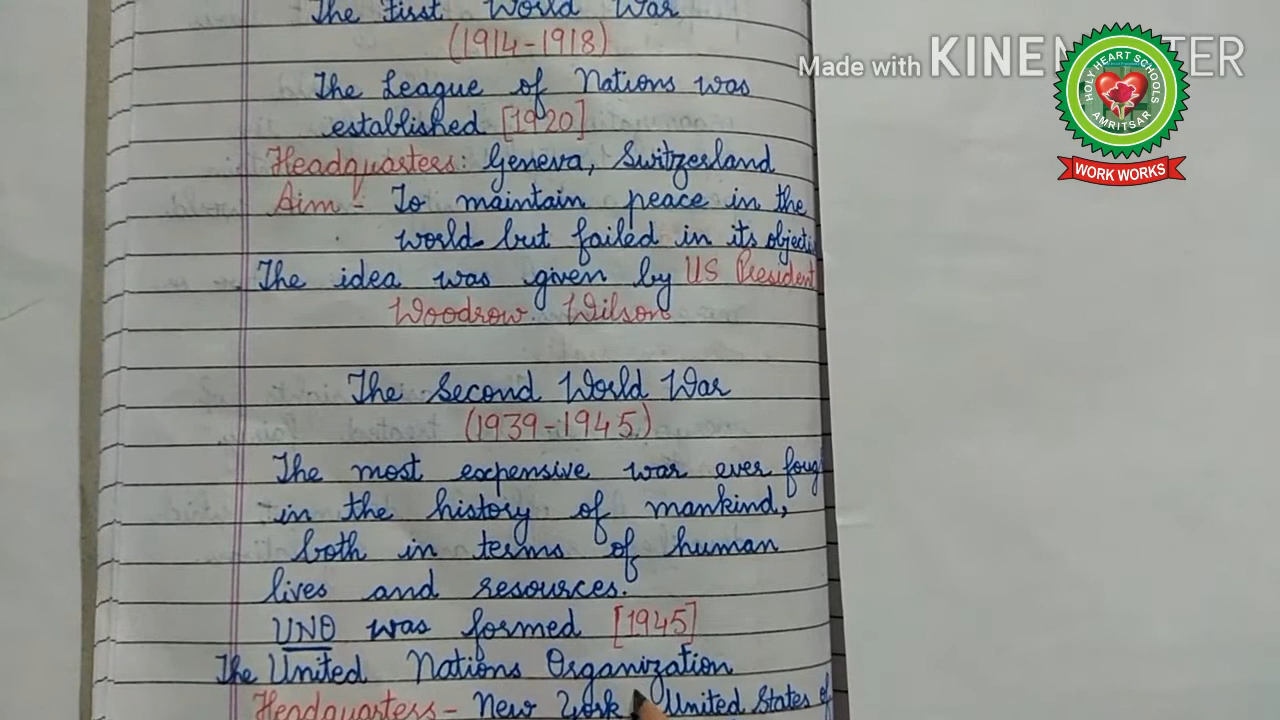 The First World War
(1914-1918)
The League of Nations was
established [1920]
Headquarters: Geneva, Switzerland
Aim - To maintain peace in the
world but failed in its objecti
The idea was given by US President
Woodrow Wilson
The Second World War
(1939-1945)
The most expensive war ever foug
in the history of mankind,
both in terms of human
lives and resources.
UNO was formed [1945]
The United Nations Organization
Headquarters - New York United States of
Made with KINEMASTER
HOLY HEART SCHOOLS
AMRITSAR
WORK WORKS